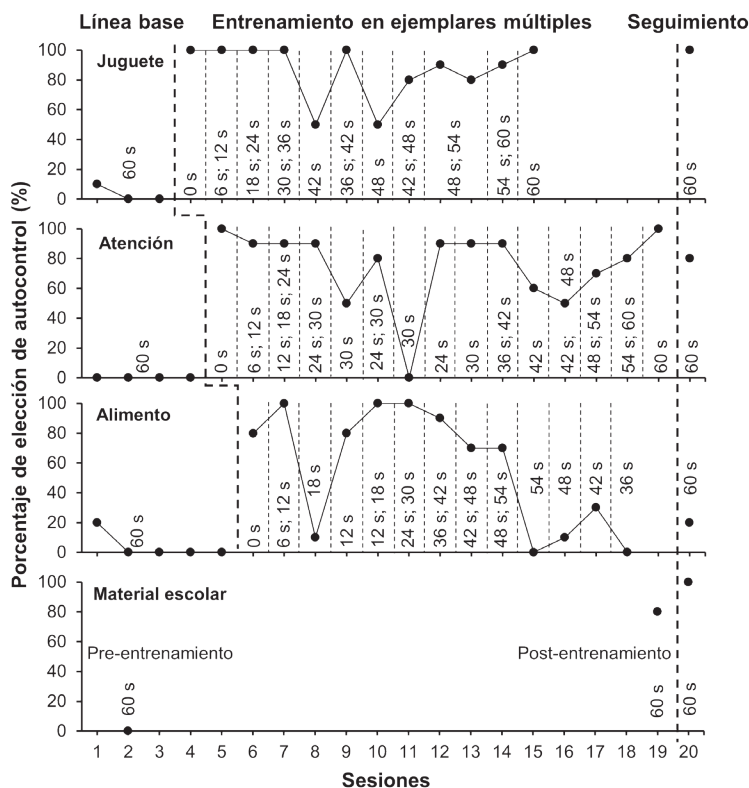 Línea base Entrenamiento en ejemplares múltiples Seguimiento
Porcentaje de elección de autocontrol (%)
Juguete
100
80
60
40
20
0
60 s
0 s
6 s; 12 s
18 s; 24 s
30 s; 36 s
42 s
36 s; 42 s
48 s
42 s; 48 s
48 s; 54 s
54 s; 60 s
60 s
60 s
Atención
100
80
60
40
20
0
60 s
0 s
6 s; 12 s
12 s; 18 s; 24 s
24 s; 30 s
30 s
24 s; 30 s
30 s
24 s
30 s
36 s; 42 s
42 s
42 s; 48 s
48 s; 54 s
54 s; 60 s
60 s
60 s
Alimento
100
80
60
40
20
0
60 s
0 s
6 s; 12 s
18 s
12 s
12 s; 18 s
24 s; 30 s
36 s; 42 s
42 s; 48 s
48 s; 54 s
54 s
48 s
42 s
36 s
60 s
Material escolar
100
80
60
40
20
0
Pre-entrenamiento Post-entrenamiento
60 s
60 s
60 s
1 2 3 4 5 6 7 8 9 10 11 12 13 14 15 16 17 18 19 20
Sesiones